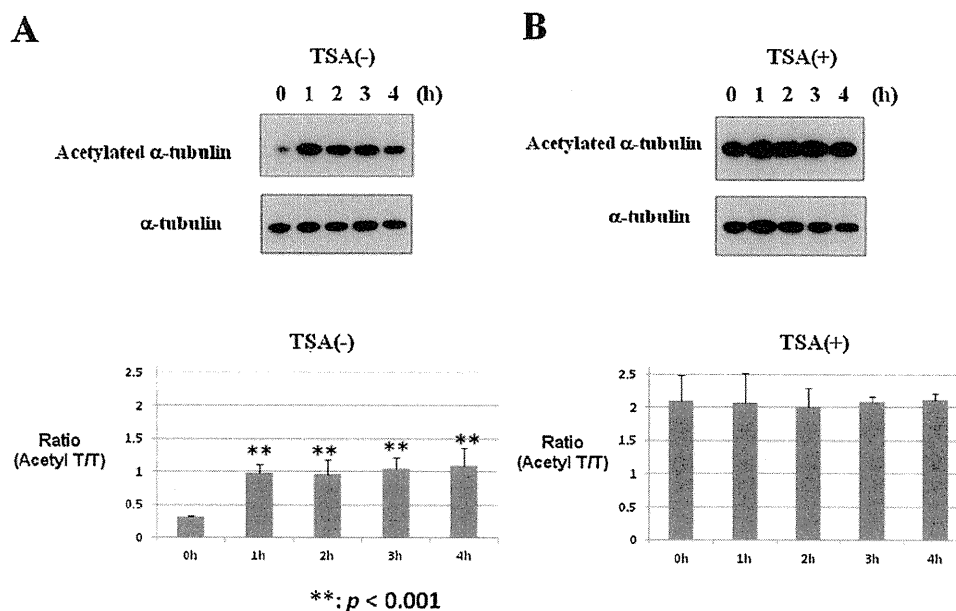 A
TSA(-)
0 1 2 3 4 (h)
Acetylated α-tubulin
α-tubulin
TSA(-)
2.5
2
1.5
1
0.5
0
Ratio
(Acetyl T/T)
** ** ** **
0h 1h 2h 3h 4h
**: p < 0.001
B
TSA(+)
0 1 2 3 4 (h)
Acetylated α-tubulin
α-tubulin
TSA(+)
2.5
2
1.5
1
0.5
0
Ratio
(Acetyl T/T)
0h 1h 2h 3h 4h